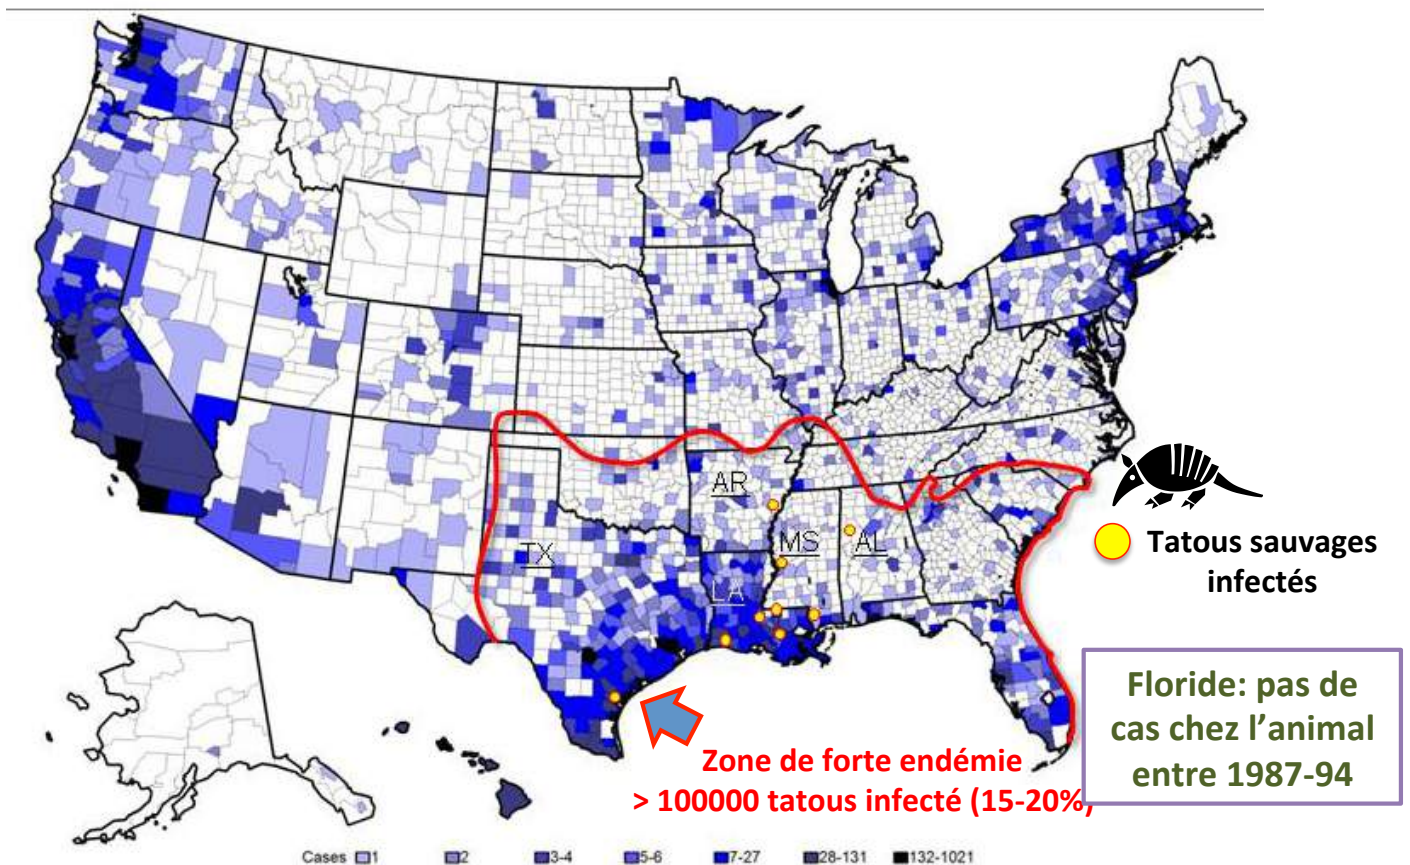 AR
MS
AL
TX
LA
Tatous sauvages
infectés
Floride: pas de
cas chez l’animal
entre 1987-94
Zone de forte endémie
> 100000 tatous infecté (15-20%)
Cases 1 2 3-4 5-6 7-27 28-131 132-1021